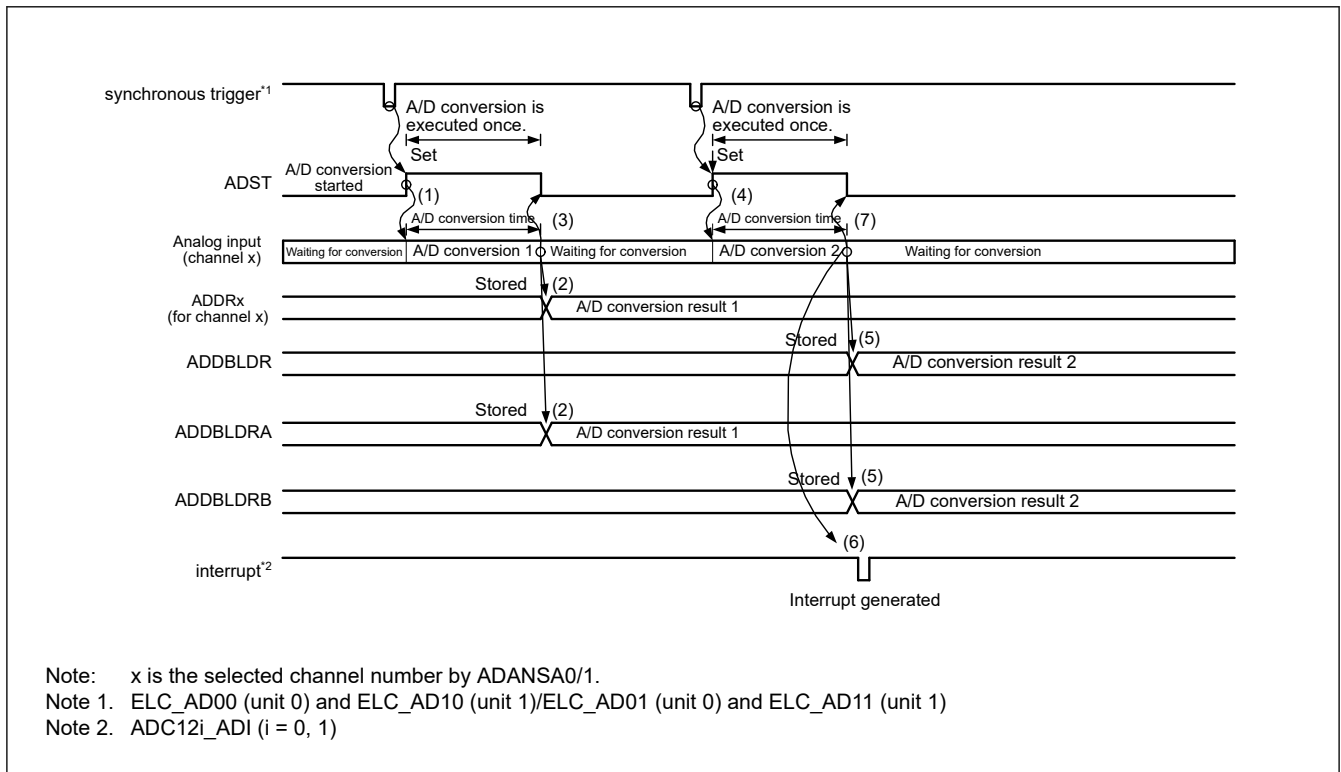 synchronous trigger*1
A/D conversion is
executed once.
A/D conversion is
executed once.
Set
Set
ADST
A/D conversion
started
(1)
(4)
A/D conversion time
(3)
A/D conversion time
(7)
Analog input
(channel x)
Waiting for conversion
A/D conversion 1
Waiting for conversion
A/D conversion 2
Waiting for conversion
Stored
(2)
ADDRx
(for channel x)
A/D conversion result 1
Stored
(5)
ADDBLDR
A/D conversion result 2
Stored
(2)
ADDBLDRA
A/D conversion result 1
Stored
(5)
ADDBLDRB
A/D conversion result 2
(6)
interrupt*2
Interrupt generated
Note: x is the selected channel number by ADANSA0/1.
Note 1. ELC_AD00 (unit 0) and ELC_AD10 (unit 1)/ELC_AD01 (unit 0) and ELC_AD11 (unit 1)
Note 2. ADC12i_ADI (i = 0, 1)